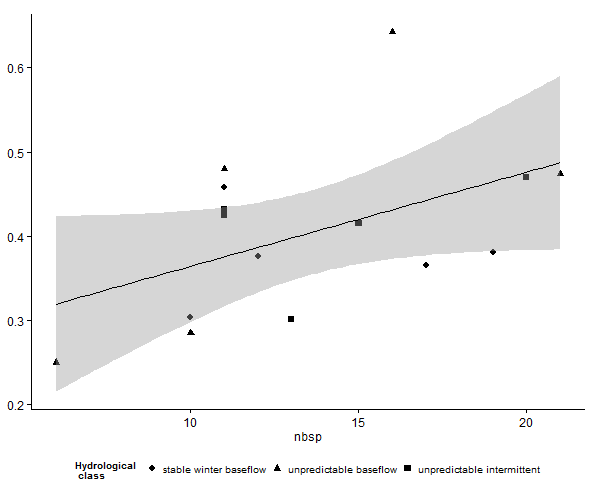 0.6
0.5
0.4
0.3
0.2
10 15 20
nbsp
Hydrological
class
stable winter baseflow unpredictable baseflow unpredictable intermittent